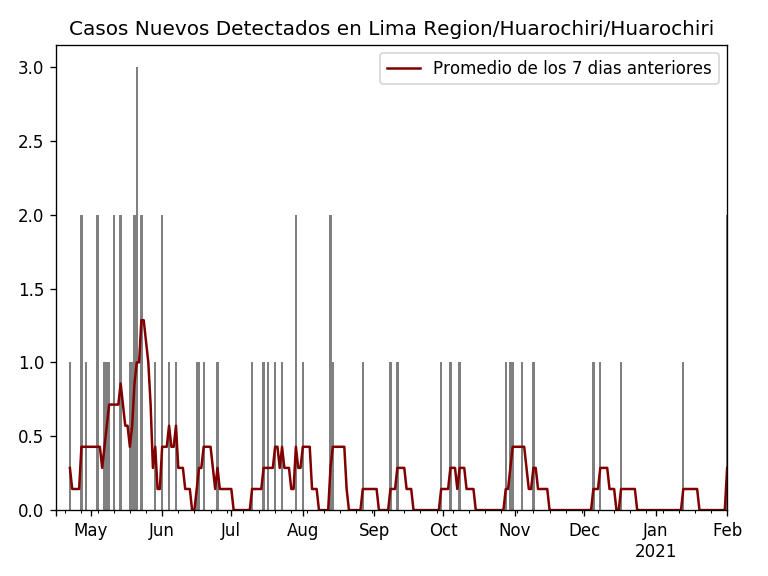 Casos Nuevos Detectados en Lima Region/Huarochiri/Huarochiri
Promedio de los 7 dias anteriores
3.0
2.5
2.0
1.5
1.0
0.5
0.0
May Jun Jul Aug Sep Oct Nov Dec Jan Feb
2021